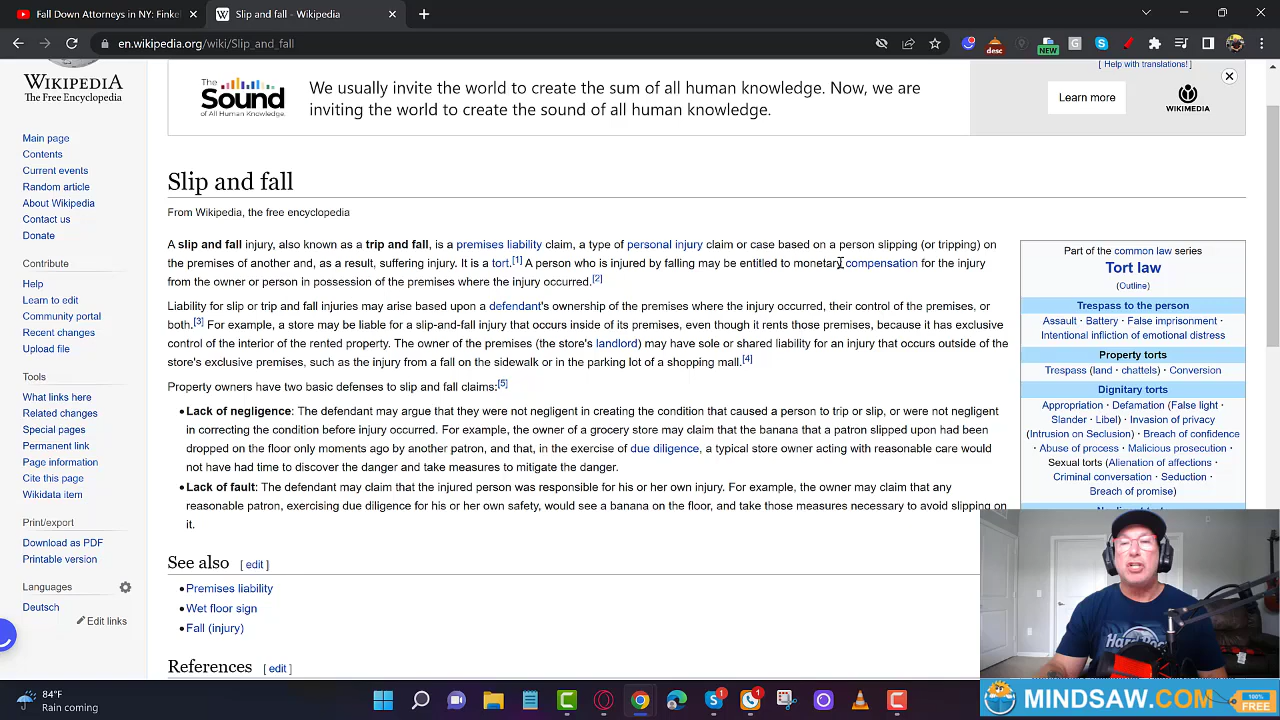 Fall Down Attorneys in NY: Finke
Slip and fall - Wikipedia
en.wikipedia.org/wiki/Slip_and_fall
desc
NEW
WIKIPEDIA
The Free Encyclopedia
Main page
Contents
Current events
Random article
About Wikipedia
Contact us
Donate
Help
Learn to edit
Community portal
Recent changes
Upload file
Tools
What links here
Related changes
Special pages
Permanent link
Page information
Cite this page
Wikidata item
Print/export
Download as PDF
Printable version
Languages
Deutsch
Edit links
[ Help with translations! ]
The Sound of All Human Knowledge.
We usually invite the world to create the sum of all human knowledge. Now, we are
inviting the world to create the sound of all human knowledge.
Learn more
WIKIMEDIA
Slip and fall
From Wikipedia, the free encyclopedia
A slip and fall injury, also known as a trip and fall, is a premises liability claim, a type of personal injury claim or case based on a person slipping (or tripping) on
the premises of another and, as a result, suffering injury. It is a tort.[1] A person who is injured by falling may be entitled to monetary compensation for the injury
from the owner or person in possession of the premises where the injury occurred.[2]
Liability for slip or trip and fall injuries may arise based upon a defendant's ownership of the premises where the injury occurred, their control of the premises, or
both.[3] For example, a store may be liable for a slip-and-fall injury that occurs inside of its premises, even though it rents those premises, because it has exclusive
control of the interior of the rented property. The owner of the premises (the store's landlord) may have sole or shared liability for an injury that occurs outside of the
store's exclusive premises, such as the injury from a fall on the sidewalk or in the parking lot of a shopping mall.[4]
Property owners have two basic defenses to slip and fall claims:[5]
• Lack of negligence: The defendant may argue that they were not negligent in creating the condition that caused a person to trip or slip, or were not negligent
in correcting the condition before injury occurred. For example, the owner of a grocery store may claim that the banana that a patron slipped upon had been
dropped on the floor only moments ago by another patron, and that, in the exercise of due diligence, a typical store owner acting with reasonable care would
not have had time to discover the danger and take measures to mitigate the danger.
• Lack of fault: The defendant may claim that the injured person was responsible for his or her own injury. For example, the owner may claim that any
reasonable patron, exercising due diligence for his or her own safety, would see a banana on the floor, and take those measures necessary to avoid slipping on
it.
See also [ edit ]
• Premises liability
• Wet floor sign
• Fall (injury)
References [ edit ]
Part of the common law series
Tort law
(Outline)
Trespass to the person
Assault · Battery · False imprisonment ·
Intentional infliction of emotional distress
Property torts
Trespass (land · chattels) · Conversion
Dignitary torts
Appropriation · Defamation (False light ·
Slander · Libel) · Invasion of privacy
(Intrusion on Seclusion) · Breach of confidence
· Abuse of process · Malicious prosecution ·
Sexual torts (Alienation of affections ·
Criminal conversation · Seduction ·
Breach of promise)
84°F
Rain coming
1
1
MINDSAW.COM
100%
FREE